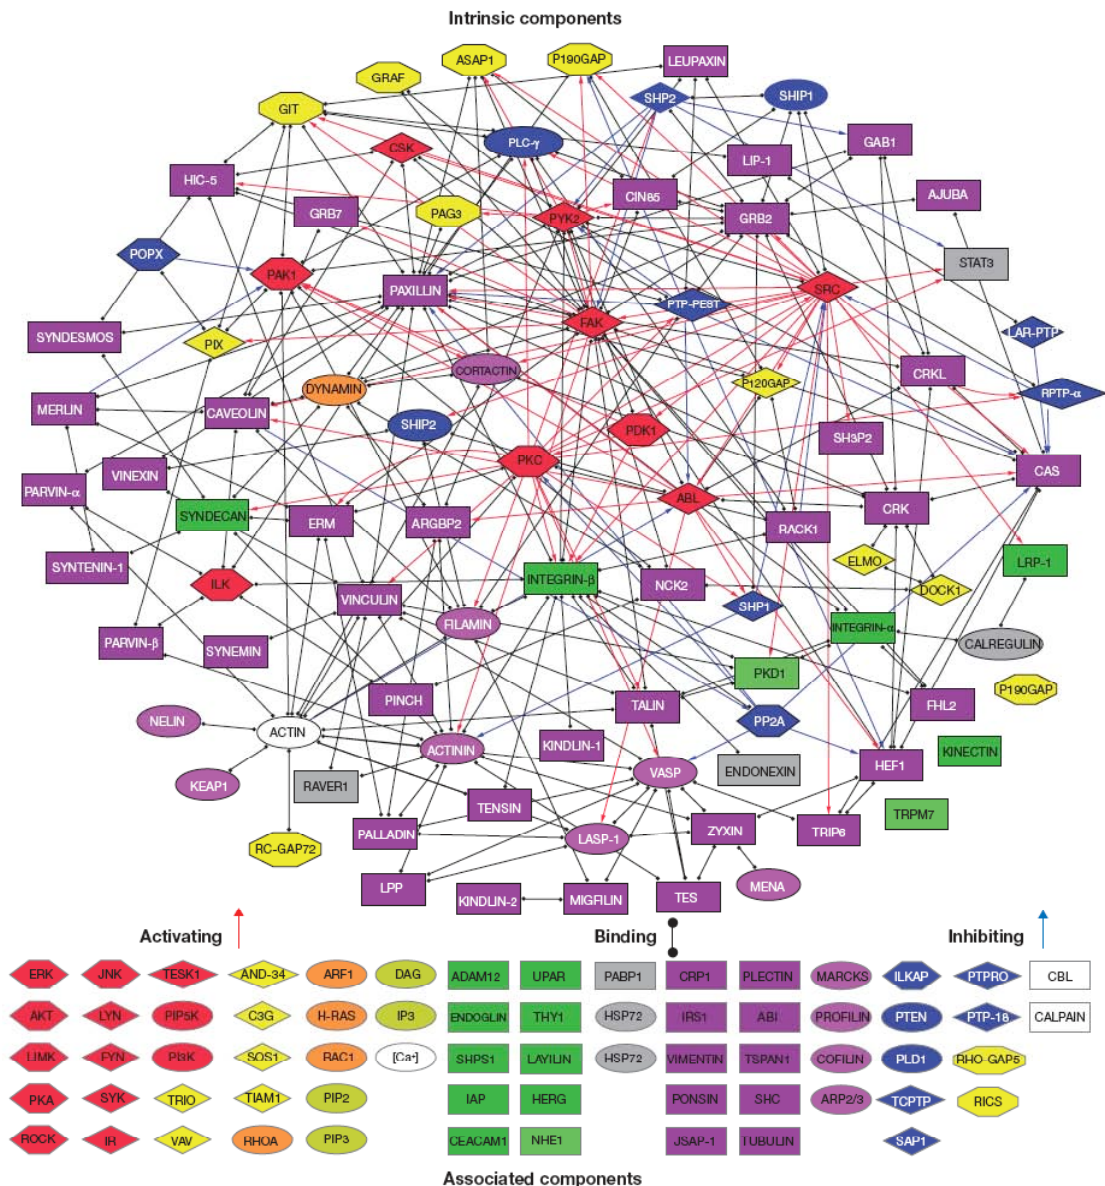 Intrinsic components
ASAP1
P190GAP
LEUPAXIN
GRAF
SHP2
SHIP1
GIT
CSK
PLC-γ
GAB1
LIP-1
HIC-5
CIN85
AJUBA
GRB7
PAG3
PYK2
GRB2
POPX
PAK1
STAT3
PAXILLIN
SRC
PTP-PEST
FAK
SYNDESMOS
PIX
LAR-PTP
CORTACTIN
P120GAP
CRKL
DYNAMIN
RPTP-α
MERLIN
CAVEOLIN
SHIP2
PDK1
SH3P2
PKC
CAS
VINEXIN
PARVIN-α
ABL
SYNDECAN
ERM
ARGBP2
RACK1
CRK
ELMO
LRP-1
SYNTENIN-1
ILK
INTEGRIN-β
NCK2
DOCK1
VINCULIN
SHP1
FILAMIN
INTEGRIN-α
PARVIN-β
SYNEMIN
CALREGULIN
PKD1
P190GAP
PINCH
TALIN
FHL2
NELIN
PP2A
ACTIN
ACTININ
KINDLIN-1
KINECTIN
VASP
ENDONEXIN
HEF1
KEAP1
RAVER1
TENSIN
TRPM7
PALLADIN
LASP-1
ZYXIN
TRIP6
RC-GAP72
LPP
MENA
KINDLIN-2
MIGFILIN
TES
Activating
Binding
Inhibiting
ERK JNK TESK1 AND-34 ARF1 DAG ADAM12 UPAR PABP1 CRP1 PLECTIN MARCKS ILKAP PTPRO CBL
AKT LYN PIP5K C3G H-RAS IP3 ENDOGLIN THY1 HSP72 IRS1 ABI PROFILIN PTEN PTP-18 CALPAIN
LIMK FYN PI3K SOS1 RAC1 [Ca+] SHPS1 LAYILIN HSP72 VIMENTIN TSPAN1 COFILIN PLD1 RHO-GAP5
PKA SYK TRIO TIAM1 PIP2 IAP HERG PONSIN SHC ARP2/3 TCPTP RICS
ROCK IR VAV RHOA PIP3 CEACAM1 NHE1 JSAP-1 TUBULIN SAP1
Associated components